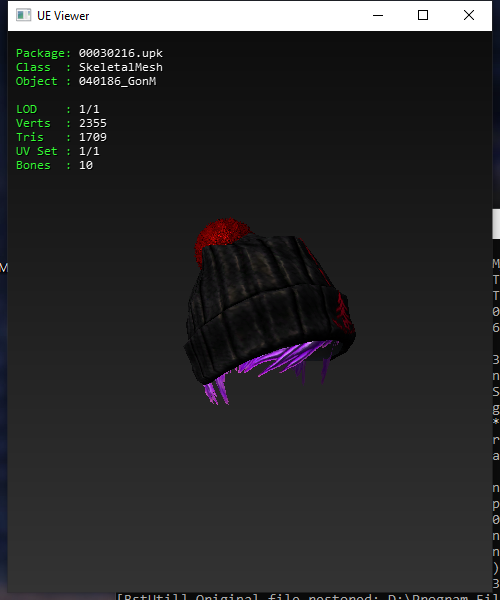 UE Viewer
Package: 00030216.upk
Class : SkeletalMesh
Object : 040186_GonM
LOD : 1/1
Verts : 2355
Tris : 1709
UV Set : 1/1
Bones : 10
[BstUtil] Original file restored: D:\Program Fil